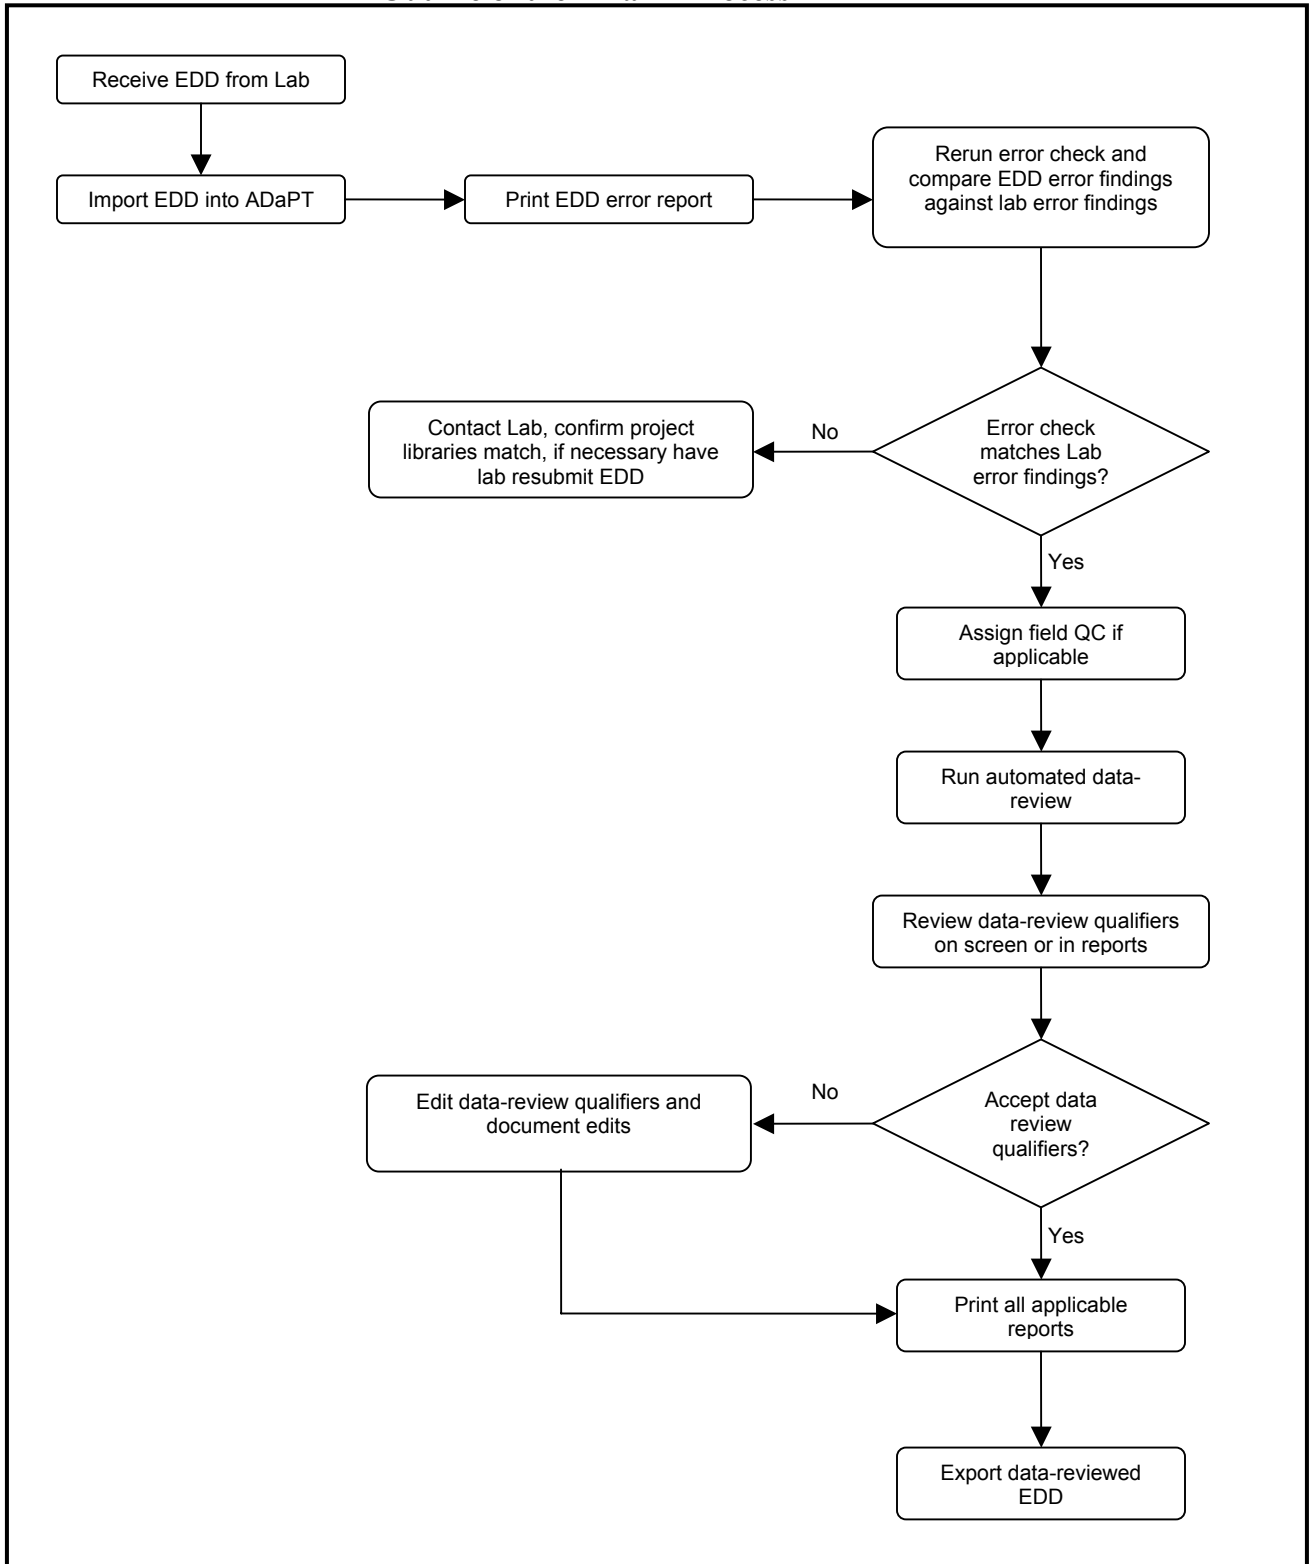 Receive EDD from Lab
Import EDD into ADaPT
Print EDD error report
Rerun error check and
compare EDD error findings
against lab error findings
Error check
matches Lab
error findings?
No
Contact Lab, confirm project
libraries match, if necessary have
lab resubmit EDD
Yes
Assign field QC if
applicable
Run automated data-
review
Review data-review qualifiers
on screen or in reports
Accept data
review
qualifiers?
No
Edit data-review qualifiers and
document edits
Yes
Print all applicable
reports
Export data-reviewed
EDD